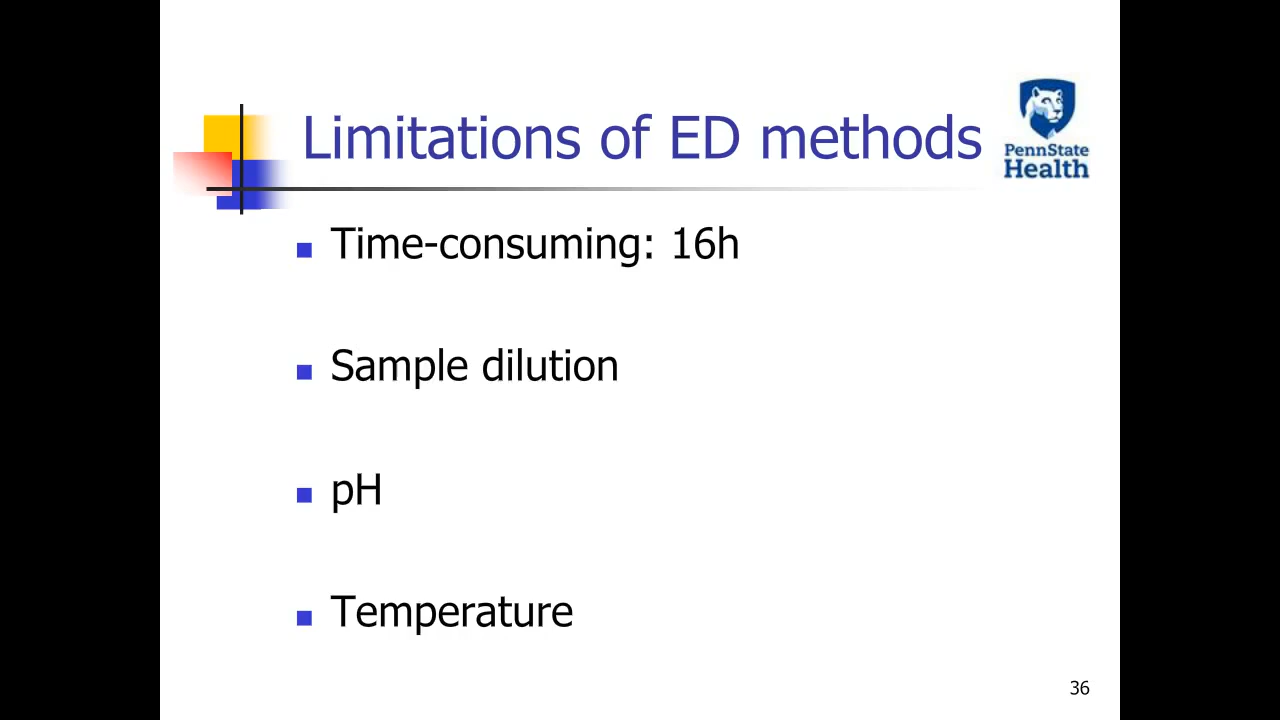 Limitations of ED methods
PennState
Health
Time-consuming: 16h
Sample dilution
pH
Temperature
36